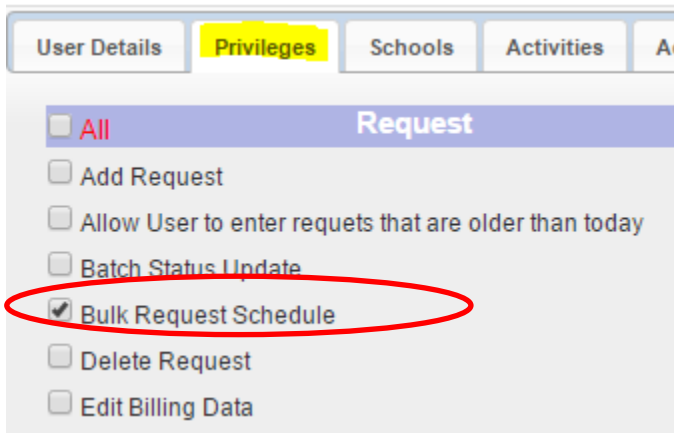 User Details Privileges Schools Activities
All Request
Add Request
Allow User to enter requets that are older than today
Batch Status Update
Bulk Request Schedule
Delete Request
Edit Billing Data